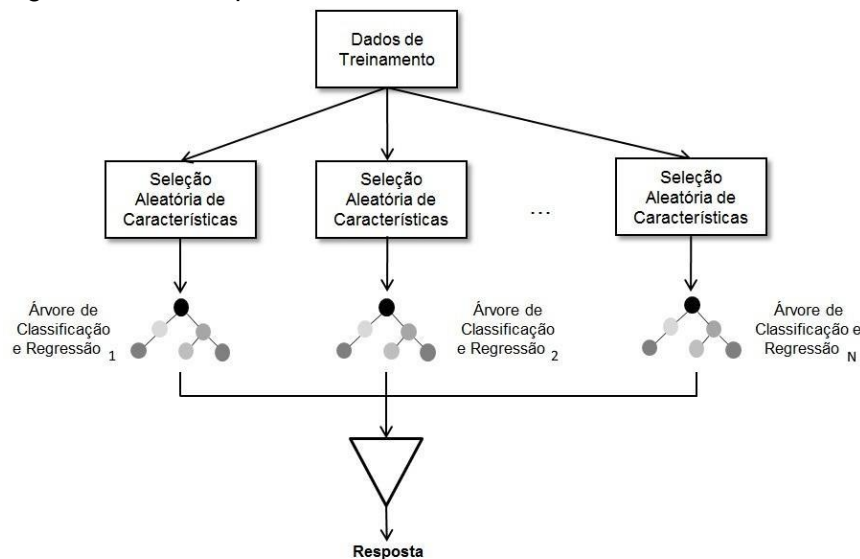 Dados de
Treinamento
Seleção
Aleatória de
Características
Seleção
Aleatória de
Características
...
Seleção
Aleatória de
Características
Árvore de
Classificação
e Regressão 1
Árvore de
Classificação
e Regressão 2
Árvore de
Classificação e
Regressão N
Resposta